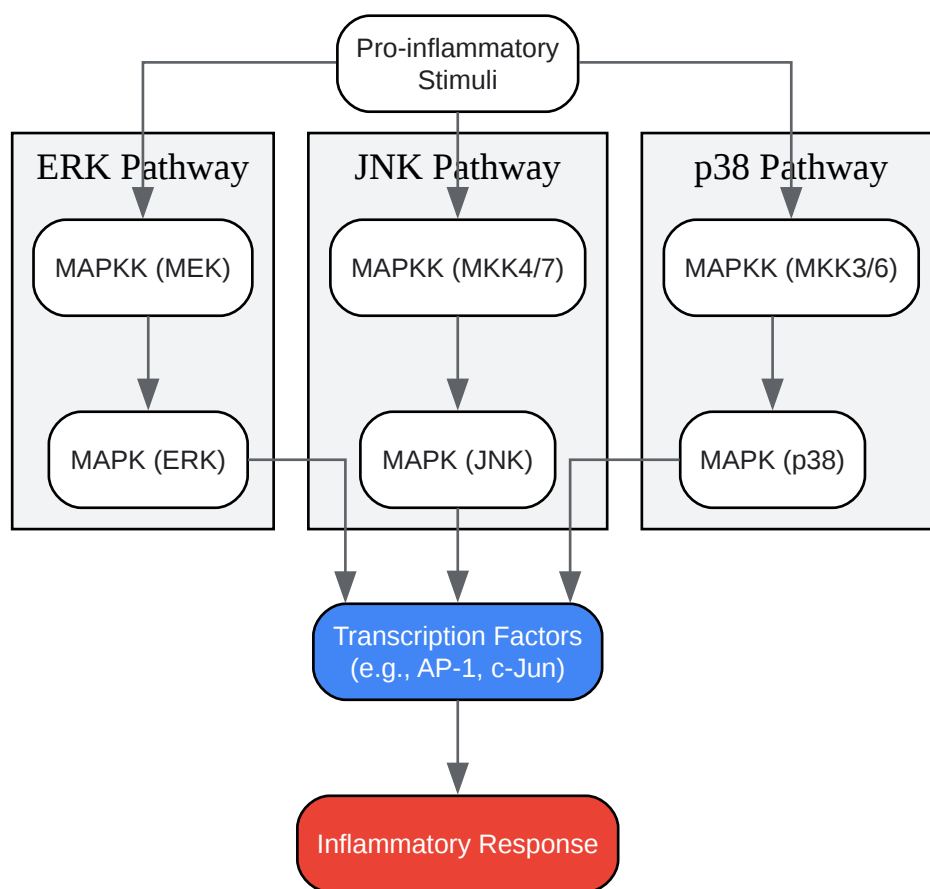 Pro-inflammatory
Stimuli
ERK Pathway
JNK Pathway
p38 Pathway
MAPKK (MEK)
MAPKK (MKK4/7)
MAPKK (MKK3/6)
MAPK (ERK)
MAPK (JNK)
MAPK (p38)
Transcription Factors
(e.g., AP-1, c-Jun)
Inflammatory Response